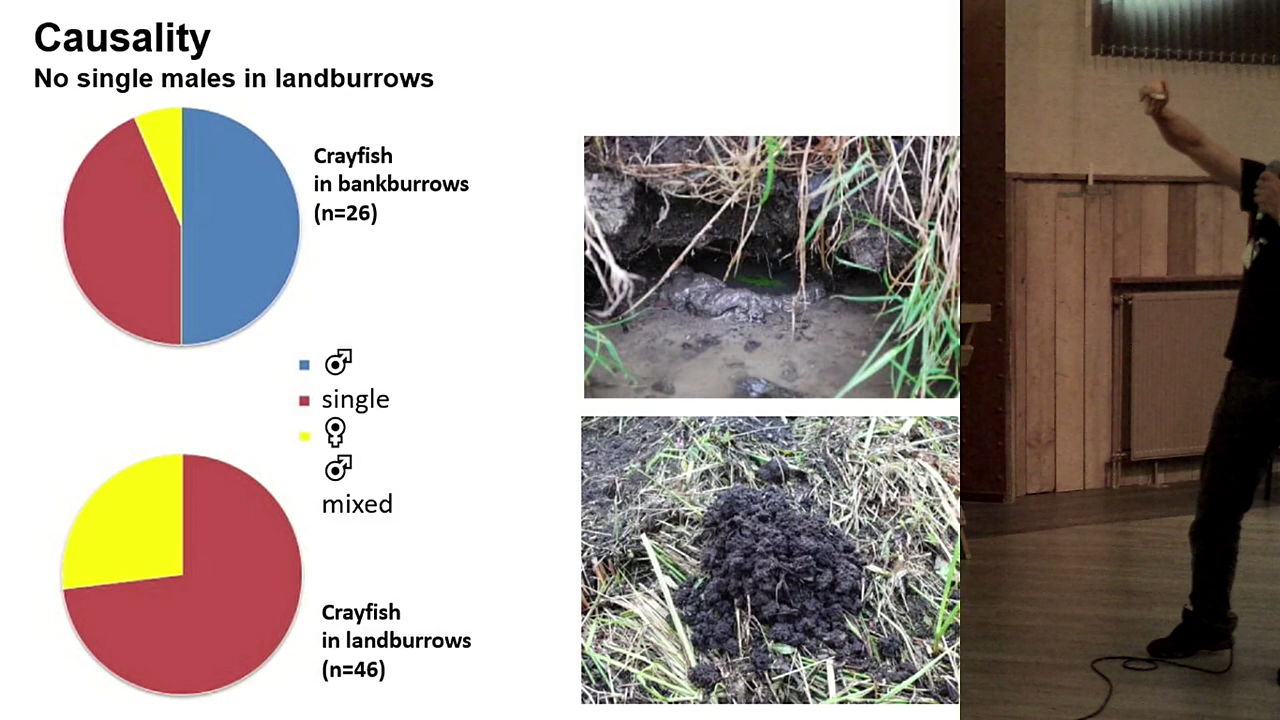 Causality
No single males in landburrows
Crayfish
in bankburrows
(n=26)
♂
single
♀
♂
mixed
Crayfish
in landburrows
(n=46)